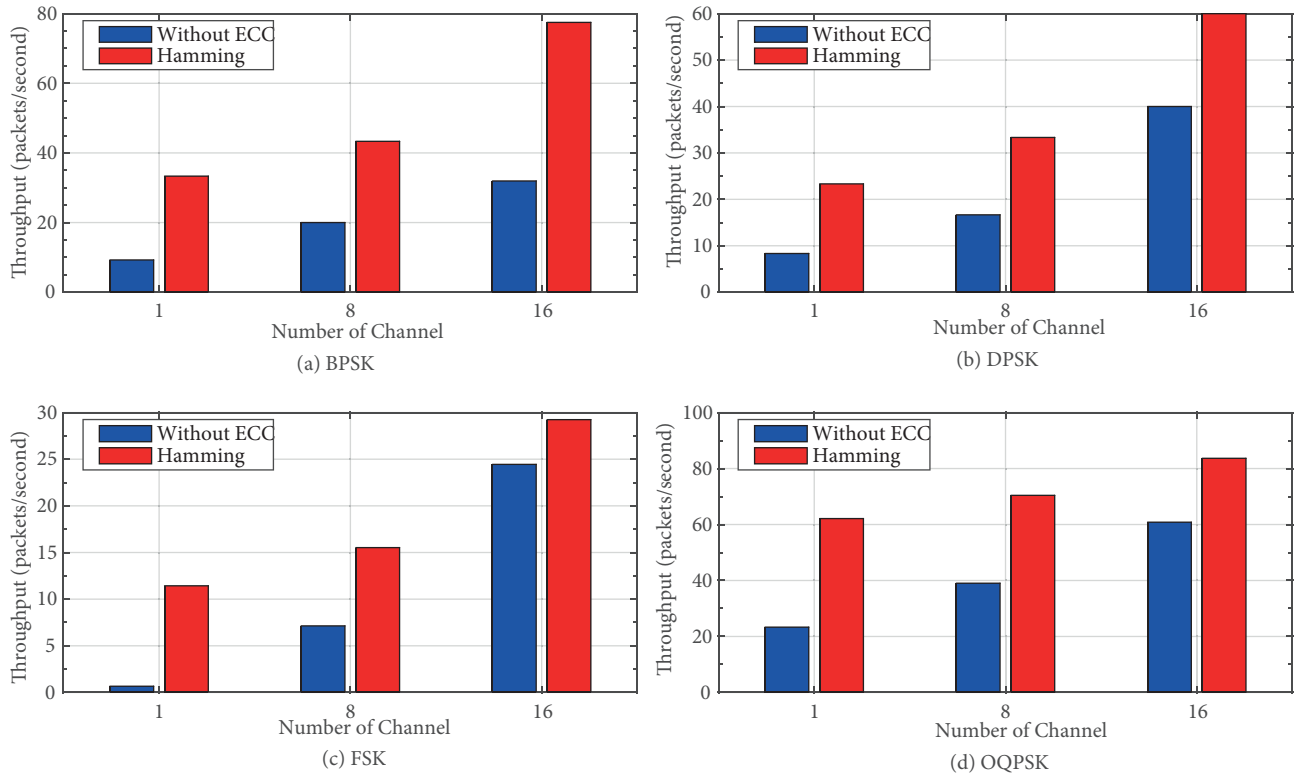 80
60
40
20
0
Throughput (packets/second)
Without ECC
Hamming
1
8
16
Number of Channel
(a) BPSK
60
50
40
30
20
10
0
Throughput (packets/second)
Without ECC
Hamming
1
8
16
Number of Channel
(b) DPSK
30
25
20
15
10
5
0
Throughput (packets/second)
Without ECC
Hamming
1
8
16
Number of Channel
(c) FSK
100
80
60
40
20
0
Throughput (packets/second)
Without ECC
Hamming
1
8
16
Number of Channel
(d) OQPSK